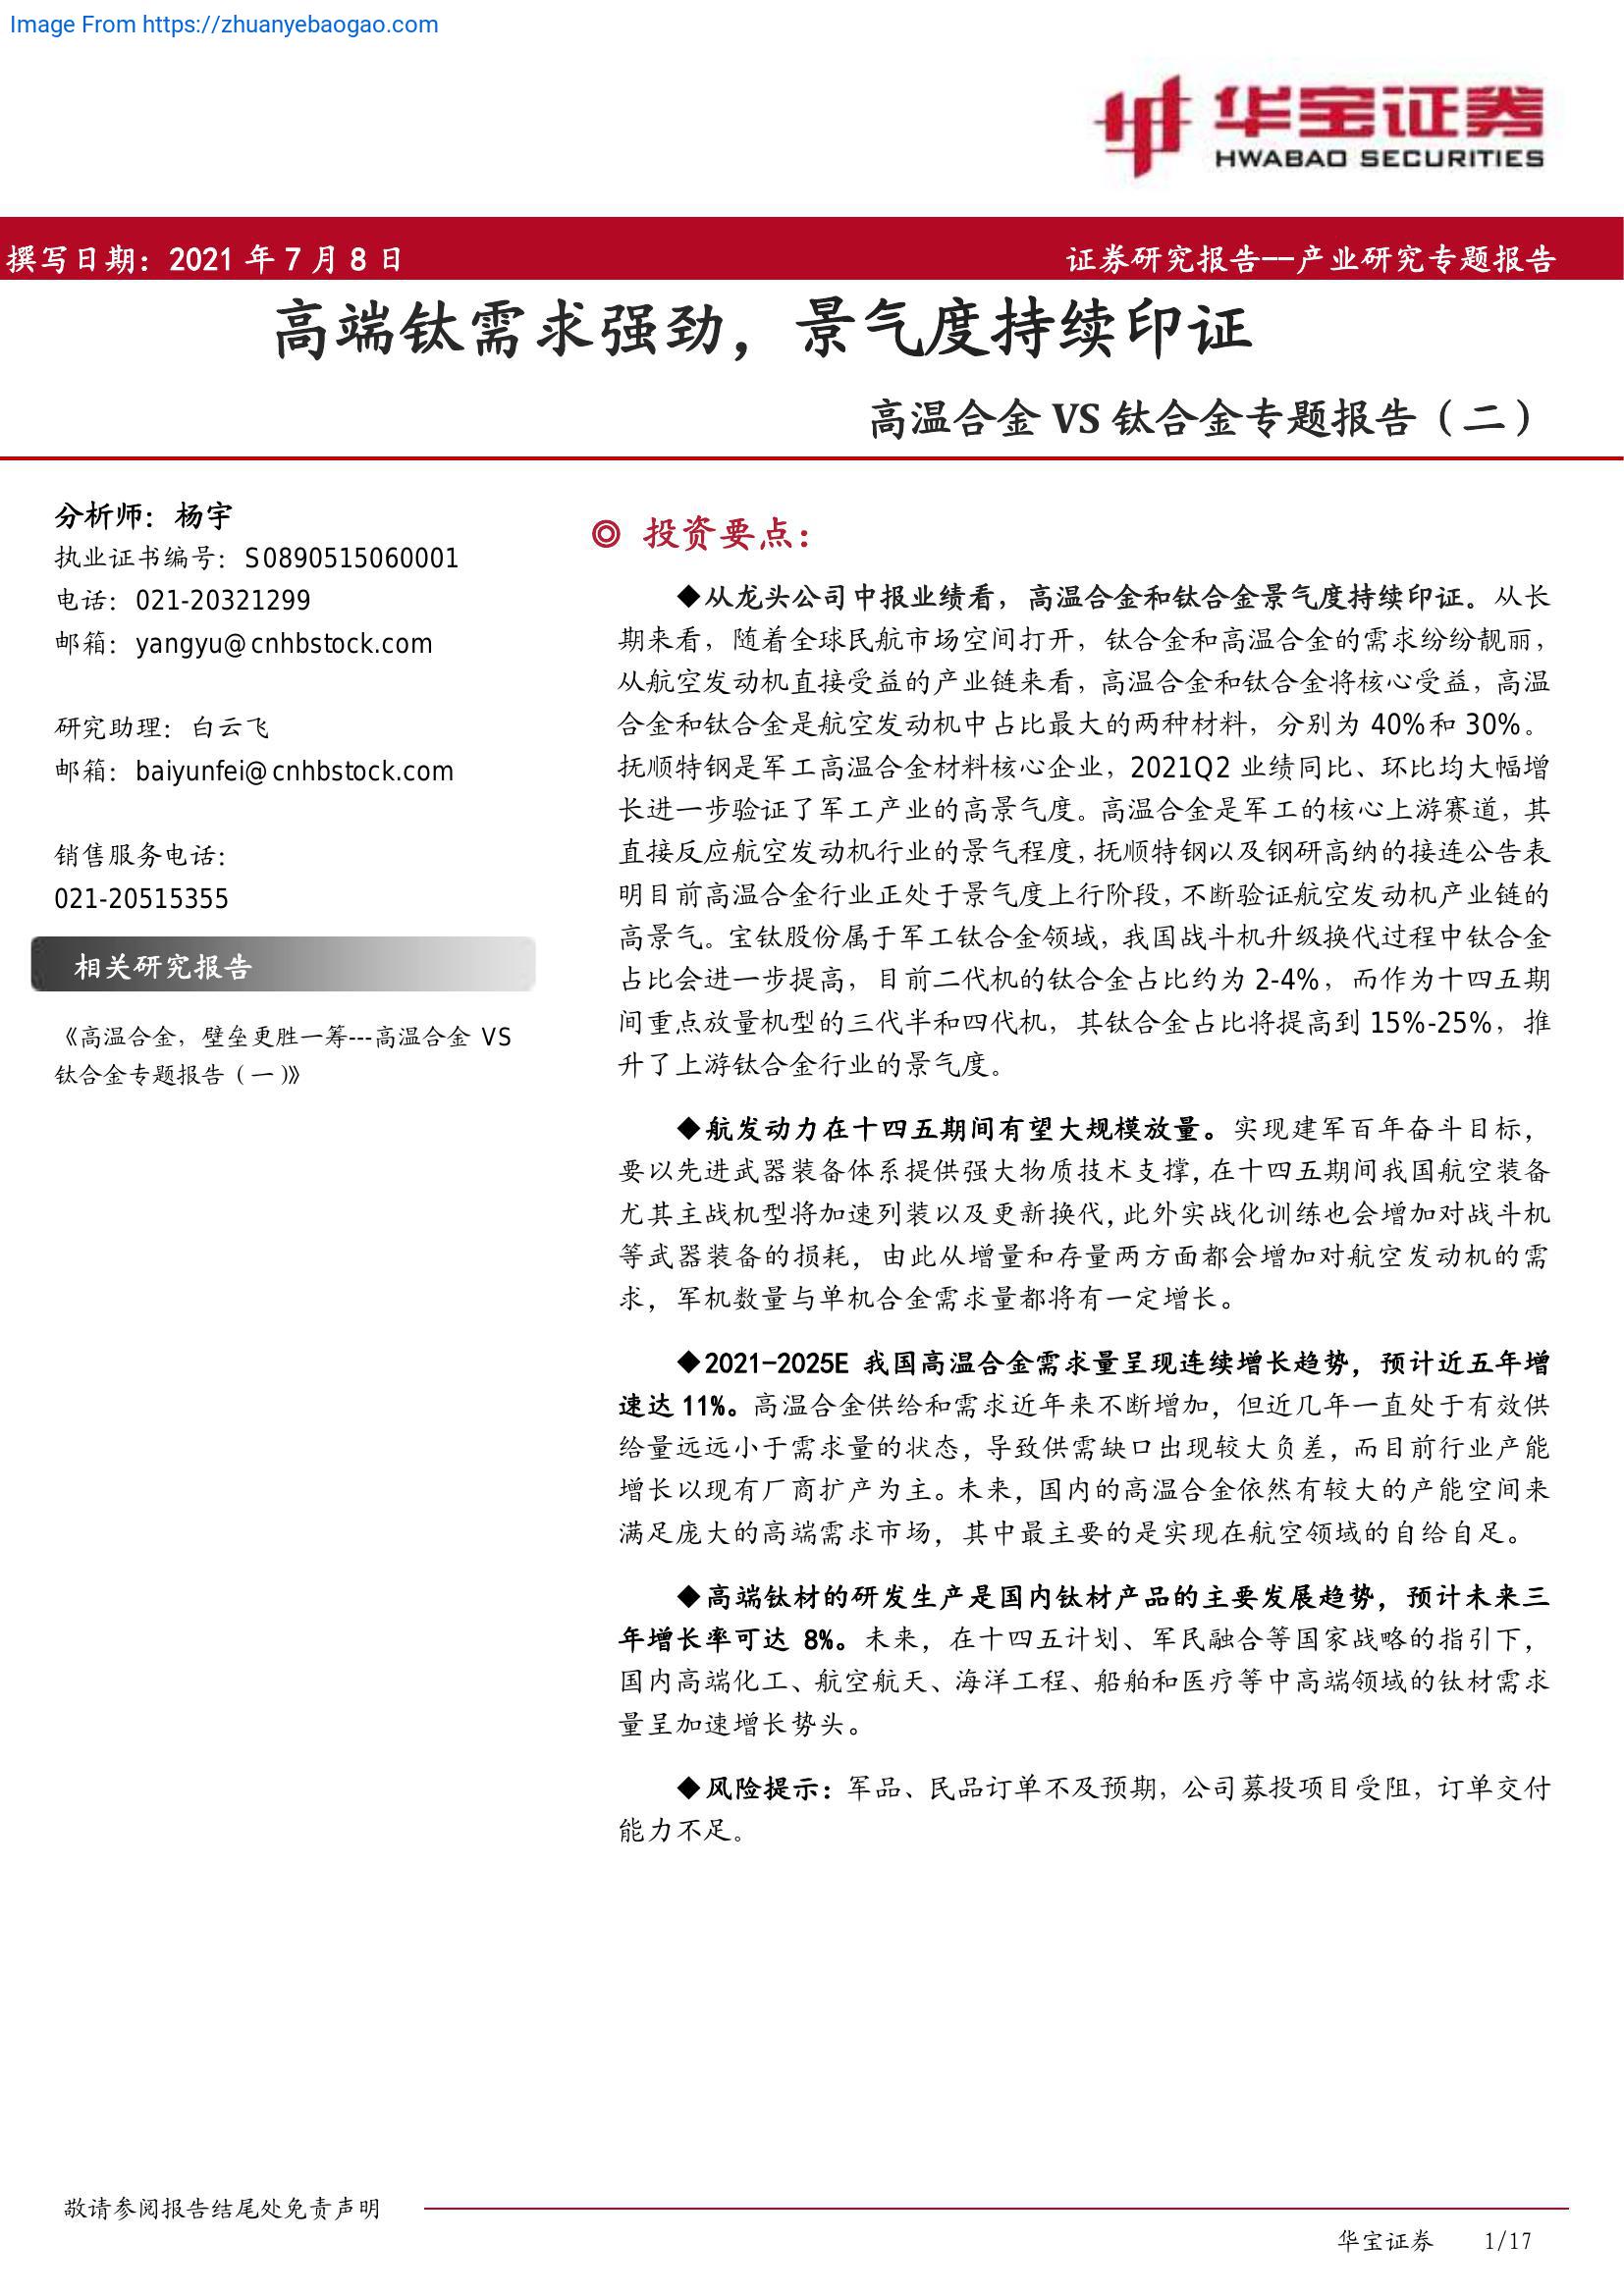 Image From https://zhuanyebaogao.com
华宝证券
HWABAO SECURITIES
撰写日期：2021 年 7 月 8 日
证券研究报告--产业研究专题报告
高端钛需求强劲，景气度持续印证
高温合金 VS 钛合金专题报告（二）
分析师：杨宇
执业证书编号：S0890515060001
电话：021-20321299
邮箱：yangyu@cnhbstock.com
研究助理：白云飞
邮箱：baiyunfei@cnhbstock.com
销售服务电话：
021-20515355
相关研究报告
《高温合金，壁垒更胜一筹---高温合金 VS
钛合金专题报告（一）》
◎ 投资要点：
◆从龙头公司中报业绩看，高温合金和钛合金景气度持续印证。从长
期来看，随着全球民航市场空间打开，钛合金和高温合金的需求纷纷靓丽，
从航空发动机直接受益的产业链来看，高温合金和钛合金将核心受益，高温
合金和钛合金是航空发动机中占比最大的两种材料，分别为 40%和 30%。
抚顺特钢是军工高温合金材料核心企业，2021Q2 业绩同比、环比均大幅增
长进一步验证了军工产业的高景气度。高温合金是军工的核心上游赛道，其
直接反应航空发动机行业的景气程度，抚顺特钢以及钢研高纳的接连公告表
明目前高温合金行业正处于景气度上行阶段，不断验证航空发动机产业链的
高景气。宝钛股份属于军工钛合金领域，我国战斗机升级换代过程中钛合金
占比会进一步提高，目前二代机的钛合金占比约为 2-4%，而作为十四五期
间重点放量机型的三代半和四代机，其钛合金占比将提高到 15%-25%，推
升了上游钛合金行业的景气度。
◆航发动力在十四五期间有望大规模放量。实现建军百年奋斗目标，
要以先进武器装备体系提供强大物质技术支撑，在十四五期间我国航空装备
尤其主战机型将加速列装以及更新换代，此外实战化训练也会增加对战斗机
等武器装备的损耗，由此从增量和存量两方面都会增加对航空发动机的需
求，军机数量与单机合金需求量都将有一定增长。
◆2021-2025E 我国高温合金需求量呈现连续增长趋势，预计近五年增
速达 11%。高温合金供给和需求近年来不断增加，但近几年一直处于有效供
给量远远小于需求量的状态，导致供需缺口出现较大负差，而目前行业产能
增长以现有厂商扩产为主。未来，国内的高温合金依然有较大的产能空间来
满足庞大的高端需求市场，其中最主要的是实现在航空领域的自给自足。
◆高端钛材的研发生产是国内钛材产品的主要发展趋势，预计未来三
年增长率可达 8%。未来，在十四五计划、军民融合等国家战略的指引下，
国内高端化工、航空航天、海洋工程、船舶和医疗等中高端领域的钛材需求
量呈加速增长势头。
◆风险提示：军品、民品订单不及预期，公司募投项目受阻，订单交付
能力不足。
敬请参阅报告结尾处免责声明
华宝证券 1/17